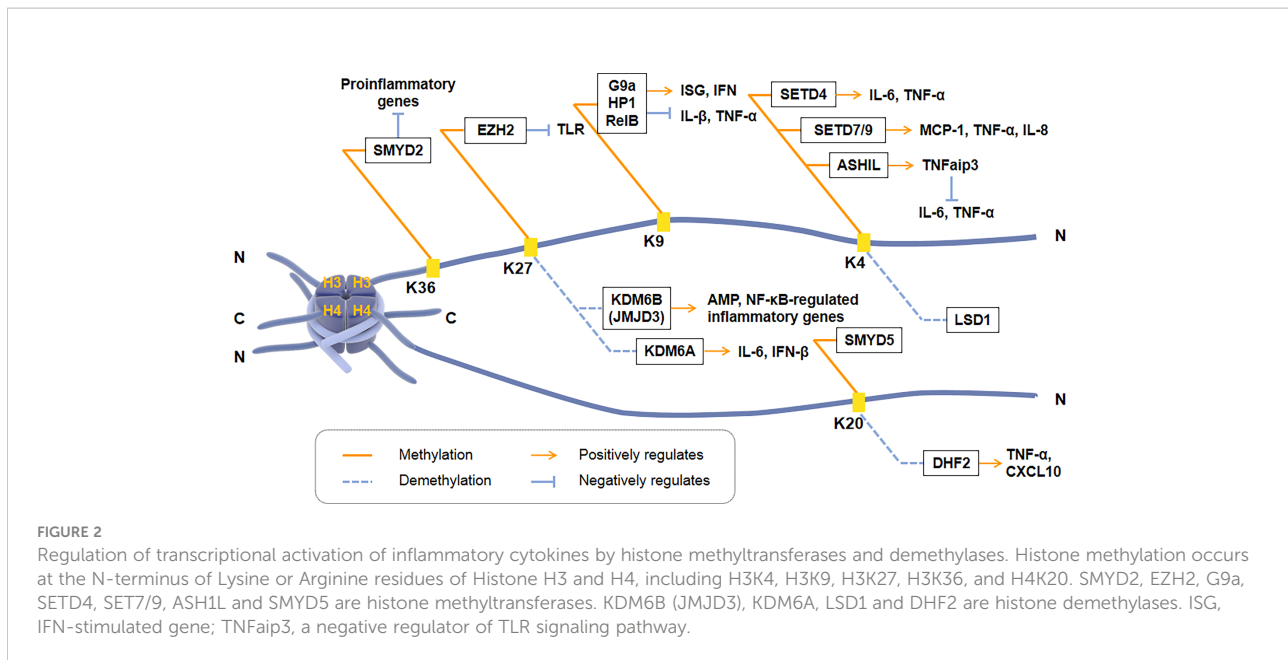 Proinflammatory
genes
SMYD2
EZH2
TLR
G9a
HP1
RelB
ISG, IFN
IL-β, TNF-α
SETD4
IL-6, TNF-α
SETD7/9
MCP-1, TNF-α, IL-8
ASHIL
TNFaip3
IL-6, TNF-α
N
K9
K4
N
K27
K36
H3 H3
H4 H4
C
C
N
KDM6B
(JMJD3)
AMP, NF-κB-regulated
inflammatory genes
LSD1
KDM6A
IL-6, IFN-β
SMYD5
N
K20
DHF2
TNF-α,
CXCL10
Methylation
Positively regulates
Demethylation
Negatively regulates
FIGURE 2
Regulation of transcriptional activation of inflammatory cytokines by histone methyltransferases and demethylases. Histone methylation occurs
at the N-terminus of Lysine or Arginine residues of Histone H3 and H4, including H3K4, H3K9, H3K27, H3K36, and H4K20. SMYD2, EZH2, G9a,
SETD4, SET7/9, ASH1L and SMYD5 are histone methyltransferases. KDM6B (JMJD3), KDM6A, LSD1 and DHF2 are histone demethylases. ISG,
IFN-stimulated gene; TNFaip3, a negative regulator of TLR signaling pathway.